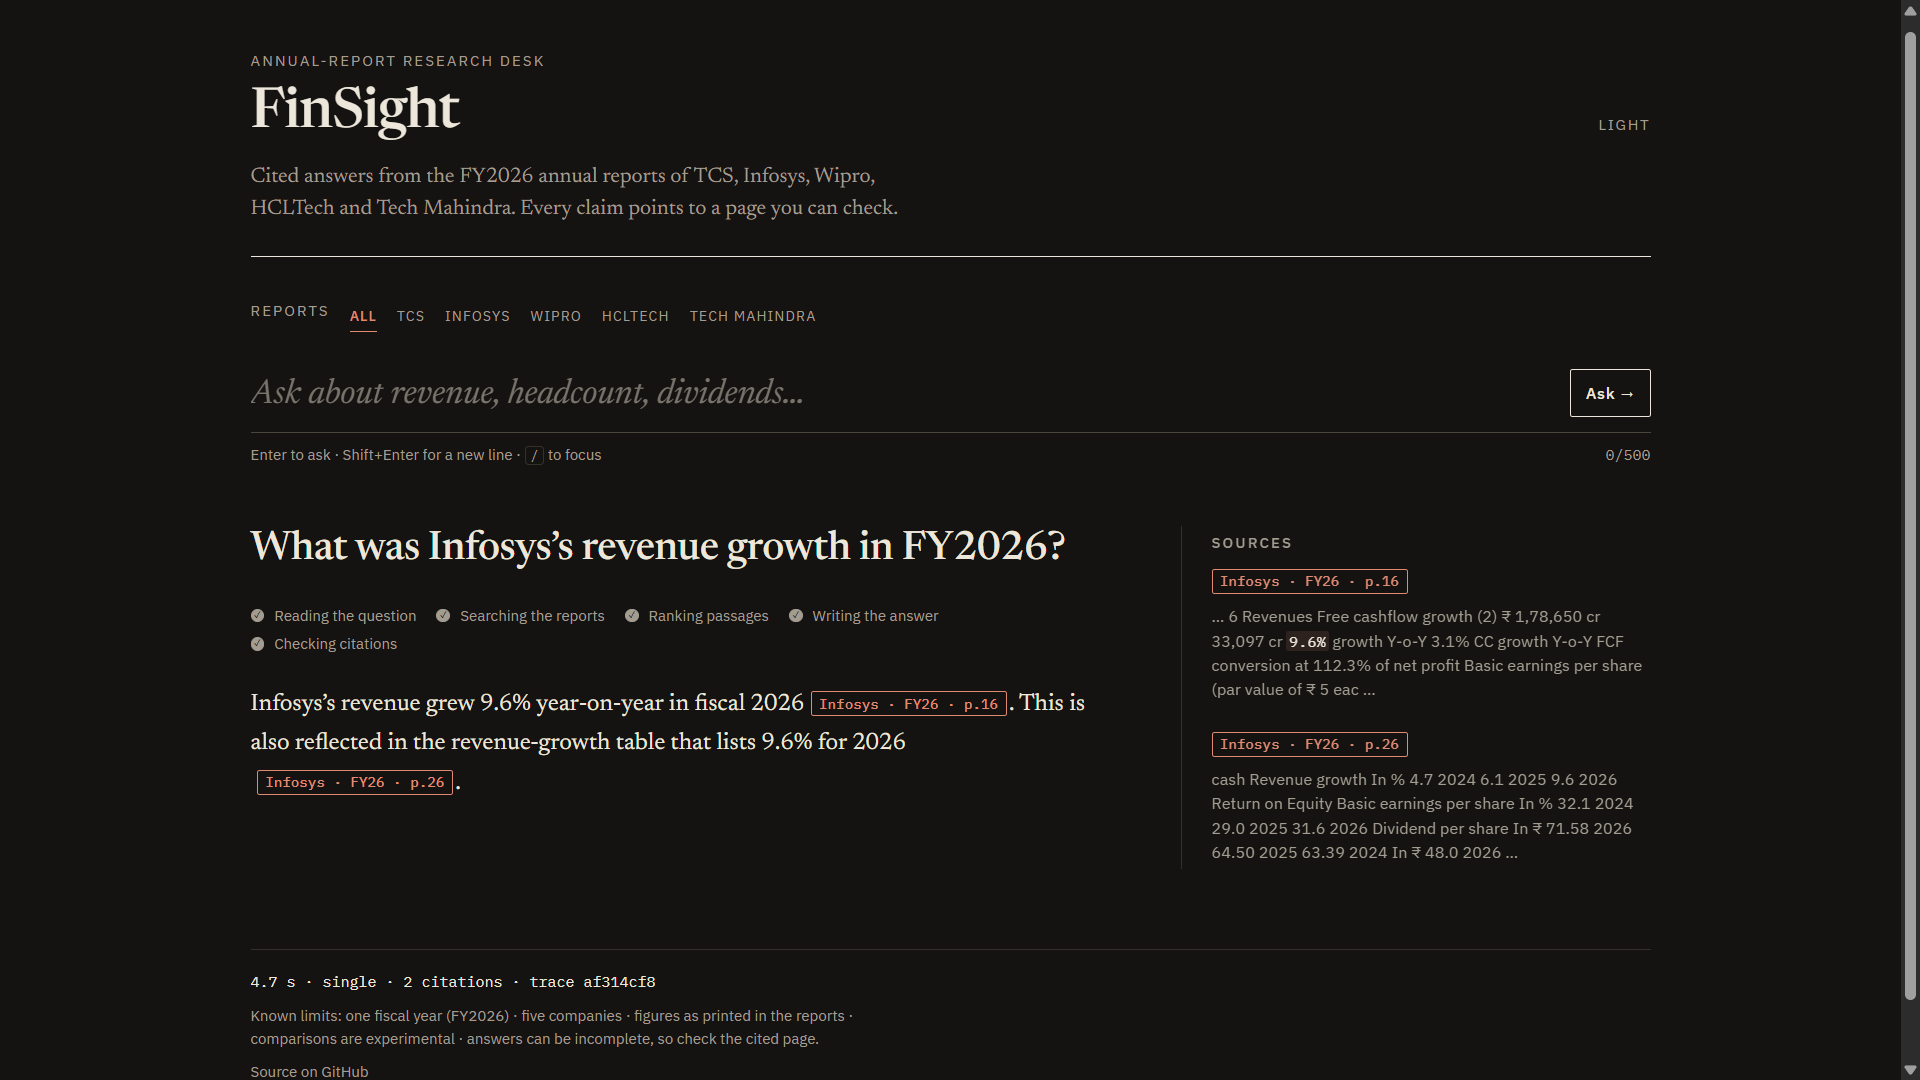 ANNUAL-REPORT RESEARCH DESK
FinSight
LIGHT
Cited answers from the FY2026 annual reports of TCS, Infosys, Wipro,
HCLTech and Tech Mahindra. Every claim points to a page you can check.
REPORTS ALL TCS INFOSYS WIPRO HCLTECH TECH MAHINDRA
Ask about revenue, headcount, dividends…
Ask →
Enter to ask · Shift+Enter for a new line · / to focus
0/500
What was Infosys’s revenue growth in FY2026?
Reading the question Searching the reports Ranking passages Writing the answer
Checking citations
Infosys’s revenue grew 9.6% year-on-year in fiscal 2026 Infosys · FY26 · p.16 . This is
also reflected in the revenue-growth table that lists 9.6% for 2026
Infosys · FY26 · p.26 .
SOURCES
Infosys · FY26 · p.16
… 6 Revenues Free cashflow growth (2) ₹ 1,78,650 cr
33,097 cr 9.6% growth Y-o-Y 3.1% CC growth Y-o-Y FCF
conversion at 112.3% of net profit Basic earnings per share
(par value of ₹ 5 eac …
Infosys · FY26 · p.26
cash Revenue growth In % 4.7 2024 6.1 2025 9.6 2026
Return on Equity Basic earnings per share In % 32.1 2024
29.0 2025 31.6 2026 Dividend per share In ₹ 71.58 2026
64.50 2025 63.39 2024 In ₹ 48.0 2026 …
4.7 s · single · 2 citations · trace af314cf8
Known limits: one fiscal year (FY2026) · five companies · figures as printed in the reports ·
comparisons are experimental · answers can be incomplete, so check the cited page.
Source on GitHub